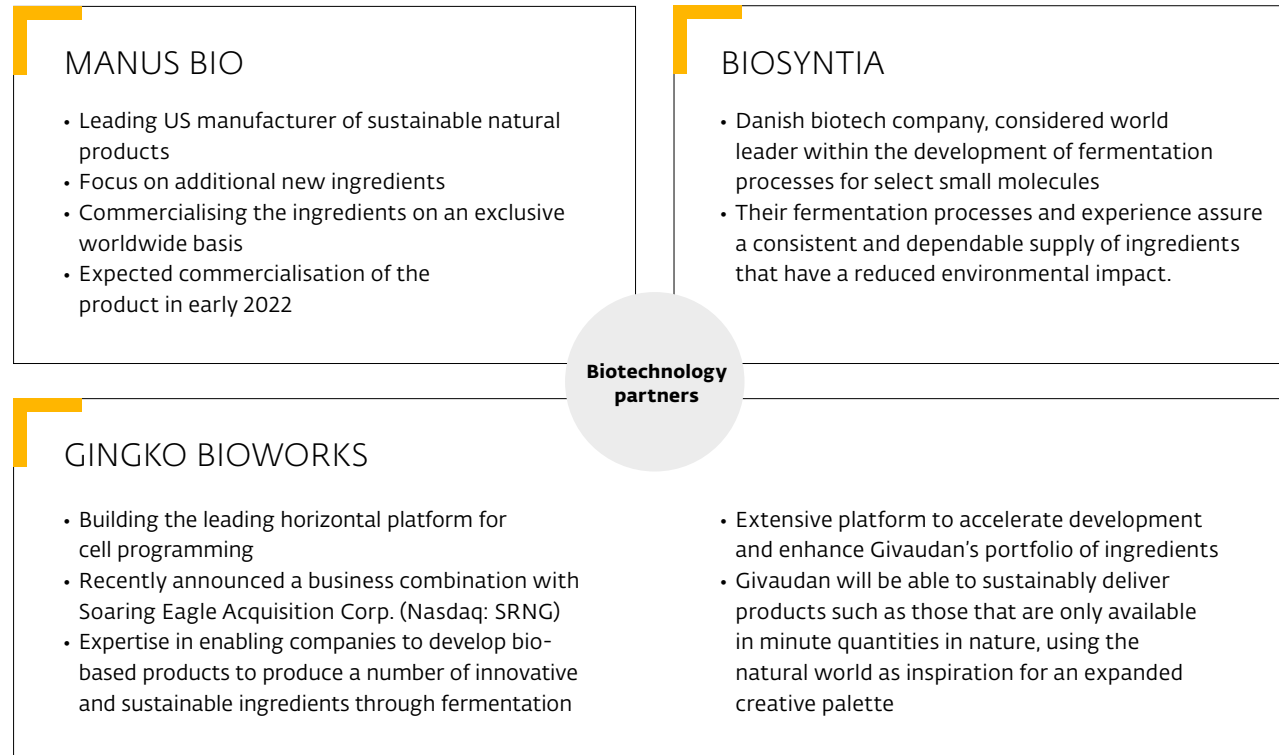 MANUS BIO
• Leading US manufacturer of sustainable natural
products
• Focus on additional new ingredients
• Commercialising the ingredients on an exclusive
worldwide basis
• Expected commercialisation of the
product in early 2022
BIOSYNTIA
• Danish biotech company, considered world
leader within the development of fermentation
processes for select small molecules
• Their fermentation processes and experience assure
a consistent and dependable supply of ingredients
that have a reduced environmental impact.
Biotechnology
partners
GINGKO BIOWORKS
• Building the leading horizontal platform for
cell programming
• Recently announced a business combination with
Soaring Eagle Acquisition Corp. (Nasdaq: SRNG)
• Expertise in enabling companies to develop bio-
based products to produce a number of innovative
and sustainable ingredients through fermentation
• Extensive platform to accelerate development
and enhance Givaudan’s portfolio of ingredients
• Givaudan will be able to sustainably deliver
products such as those that are only available
in minute quantities in nature, using the
natural world as inspiration for an expanded
creative palette